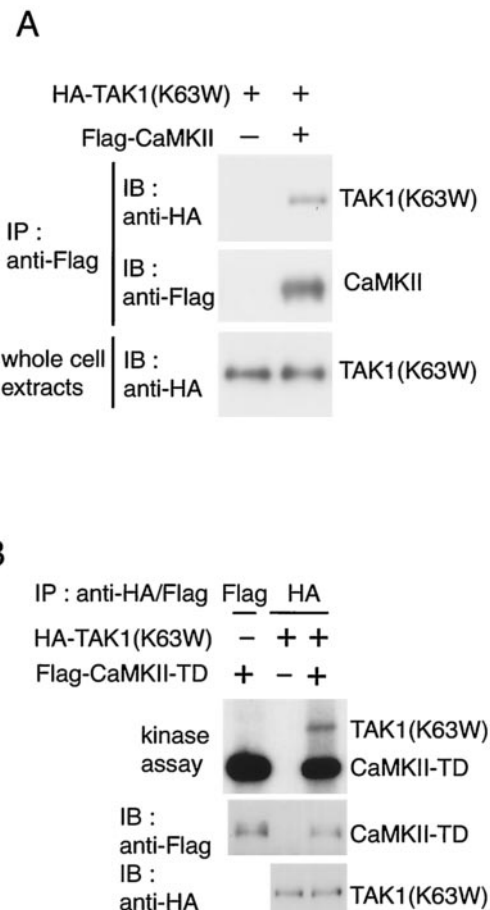 A
HA-TAK1(K63W) + +
Flag-CaMKII − +
IP :
anti-Flag
IB :
anti-HA
TAK1(K63W)
IB :
anti-Flag
CaMKII
whole cell
extracts
IB :
anti-HA
TAK1(K63W)
B
IP : anti-HA/Flag Flag HA
HA-TAK1(K63W) − + +
Flag-CaMKII-TD + − +
kinase
assay
TAK1(K63W)
CaMKII-TD
IB :
anti-Flag
CaMKII-TD
IB :
anti-HA
TAK1(K63W)